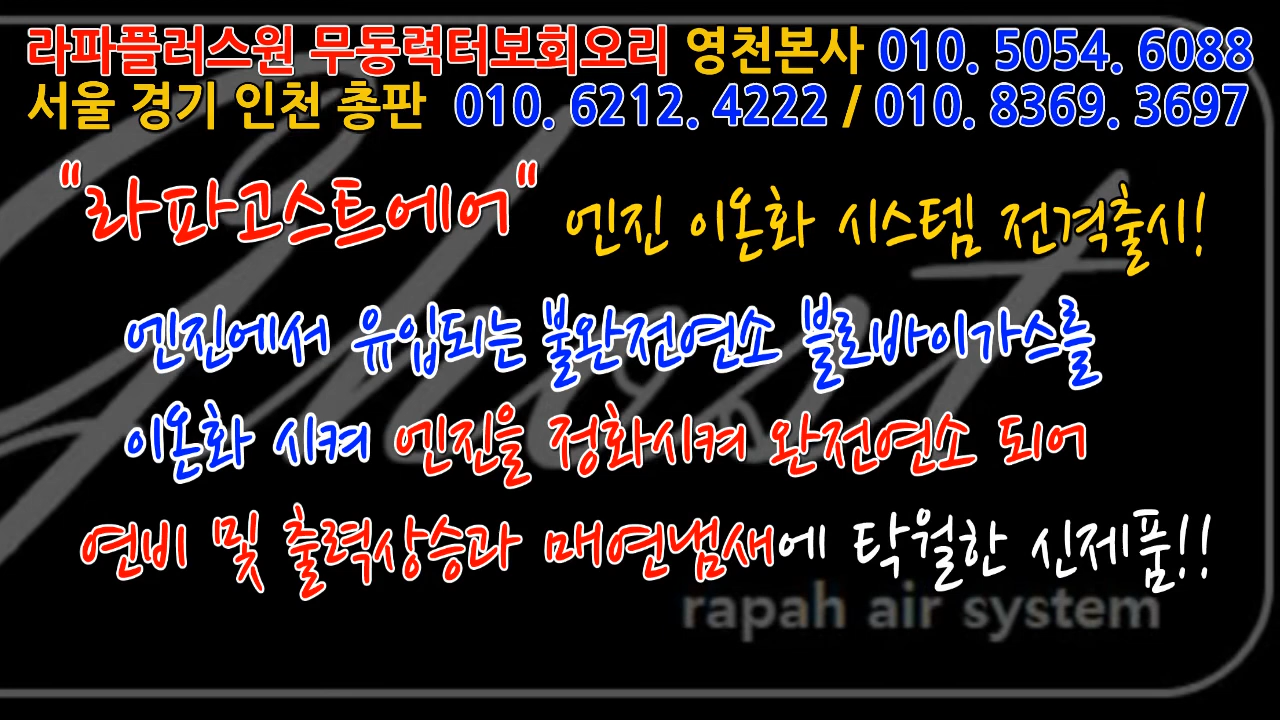 라파플러스원 무동력터보회오리 영천본사 010. 5054. 6088
서울 경기 인천 총판 010. 6212. 4222 / 010. 8369. 3697
"라파고스트에어" 엔진 이온화 시스템 전격출시!
엔진에서 유입되는 불완전연소 블로바이가스를
이온화 시켜 엔진을 정화시켜 완전연소 되어
연비 및 출력상승과 매연냄새에 탁월한 신제품!!
Ghost
rapah air system